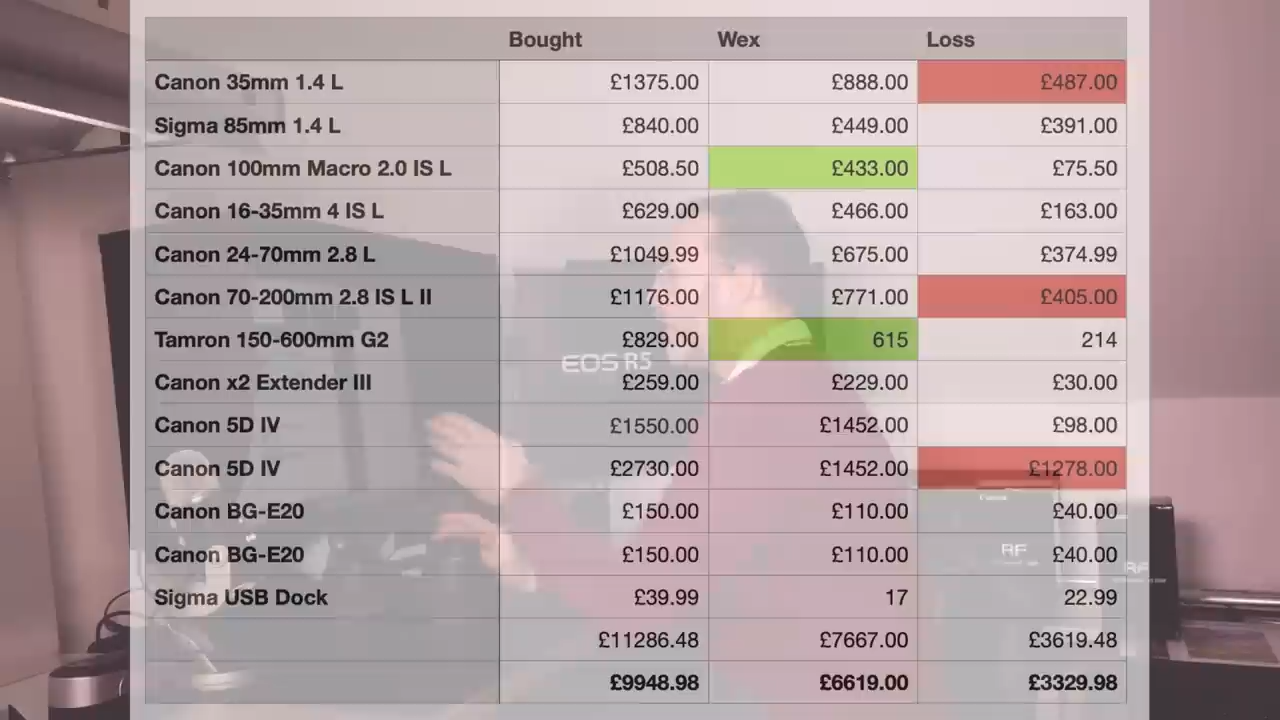 Bought Wex Loss
Canon 35mm 1.4 L £1375.00 £888.00 £487.00
Sigma 85mm 1.4 L £840.00 £449.00 £391.00
Canon 100mm Macro 2.0 IS L £508.50 £433.00 £75.50
Canon 16-35mm 4 IS L £629.00 £466.00 £163.00
Canon 24-70mm 2.8 L £1049.99 £675.00 £374.99
Canon 70-200mm 2.8 IS L II £1176.00 £771.00 £405.00
Tamron 150-600mm G2 £829.00 615 214
EOS R5
Canon x2 Extender III £259.00 £229.00 £30.00
Canon 5D IV £1550.00 £1452.00 £98.00
Canon 5D IV £2730.00 £1452.00 £1278.00
Canon
Canon BG-E20 £150.00 £110.00 £40.00
Canon BG-E20 £150.00 £110.00 £40.00
RF
RF
Sigma USB Dock £39.99 17 22.99
£11286.48 £7667.00 £3619.48
£9948.98 £6619.00 £3329.98